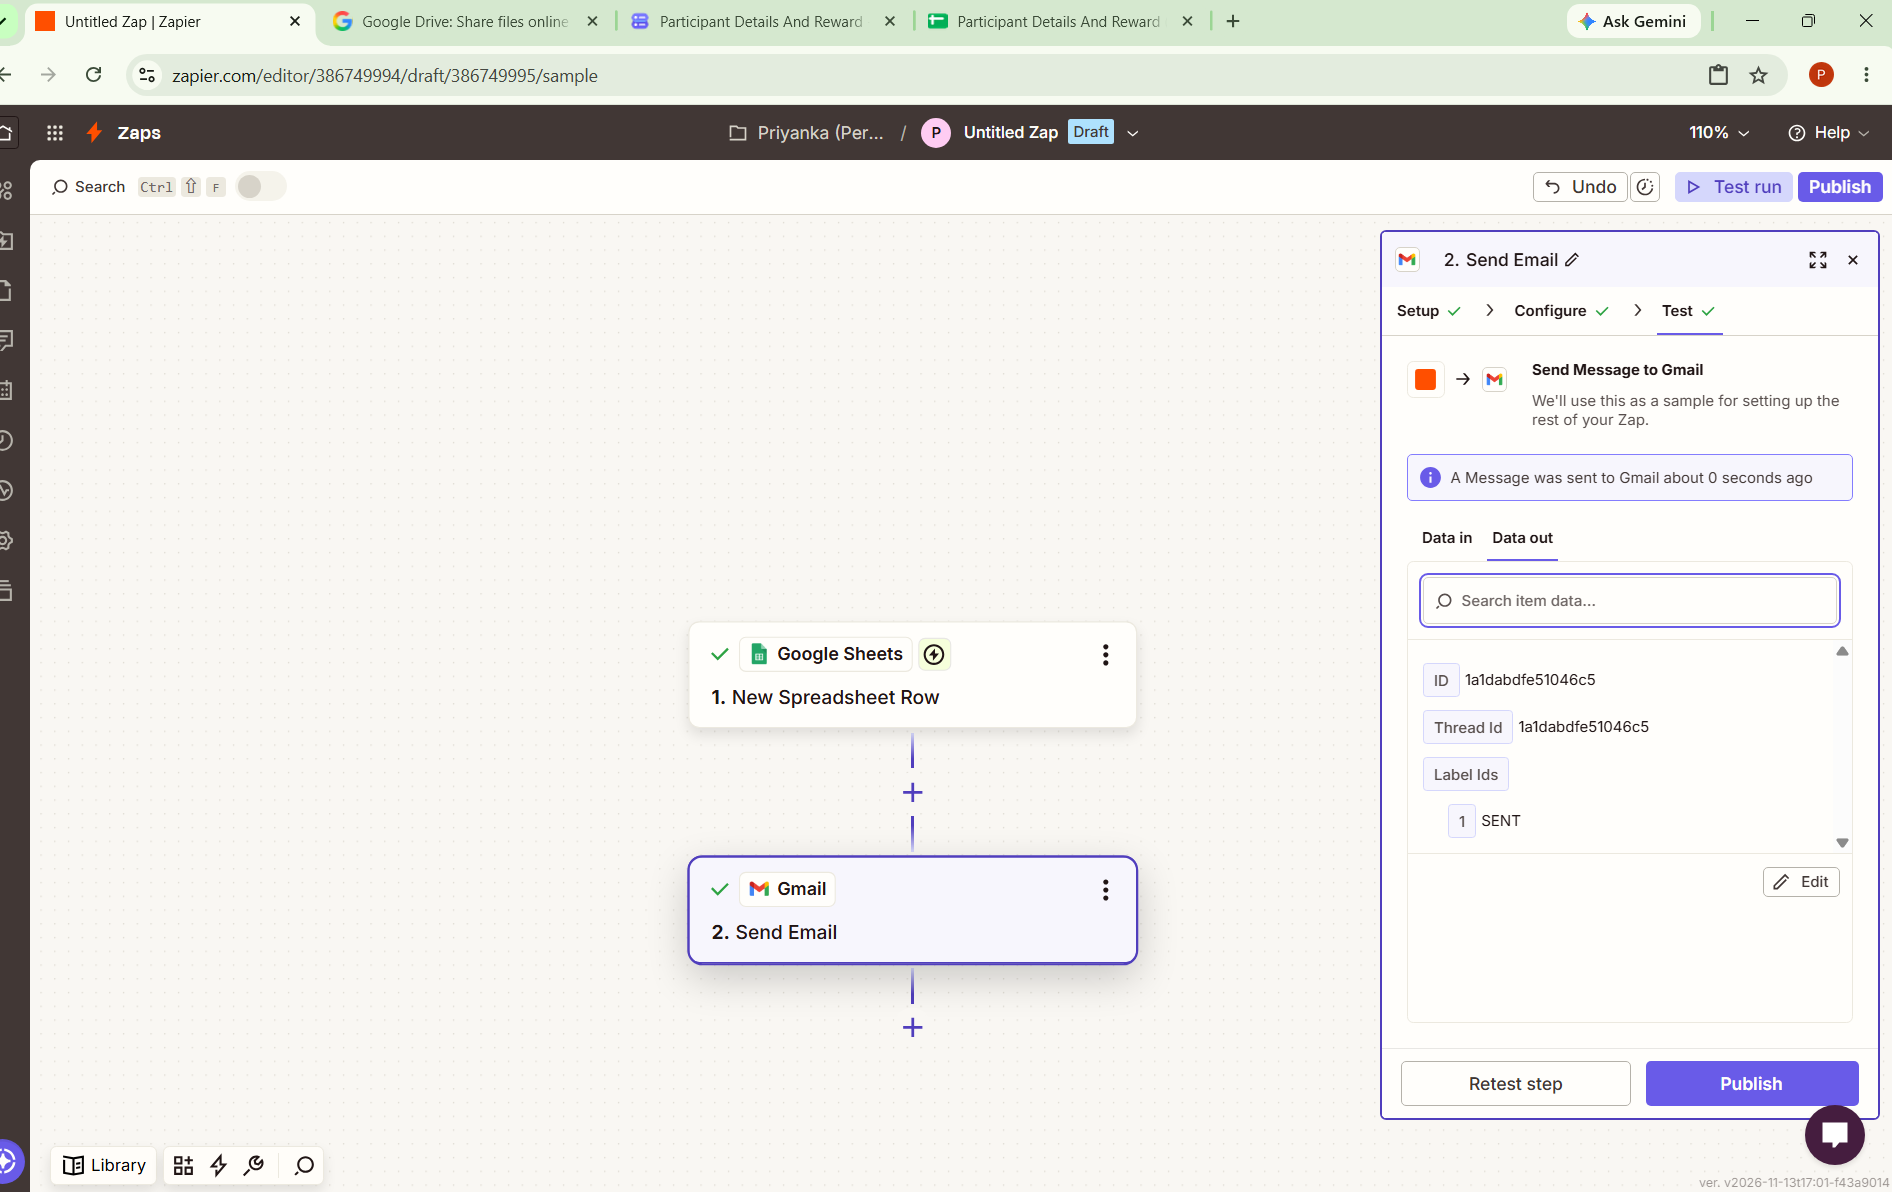 Untitled Zap | Zapier
Google Drive: Share files online
Participant Details And Reward
Participant Details And Reward
Ask Gemini
zapier.com/editor/386749994/draft/386749995/sample
P
Zaps
Priyanka (Per... / P Untitled Zap Draft
110%
Help
Search Ctrl ⇧ F
Undo
Test run
Publish
2. Send Email
Setup
Configure
Test
Send Message to Gmail
We'll use this as a sample for setting up the
rest of your Zap.
A Message was sent to Gmail about 0 seconds ago
Data in
Data out
Search item data...
ID 1a1dabdfe51046c5
Thread Id 1a1dabdfe51046c5
Label Ids
1 SENT
Edit
Retest step
Publish
Google Sheets
1. New Spreadsheet Row
Gmail
2. Send Email
Library
ver. v2026-11-13t17:01-f43a9014